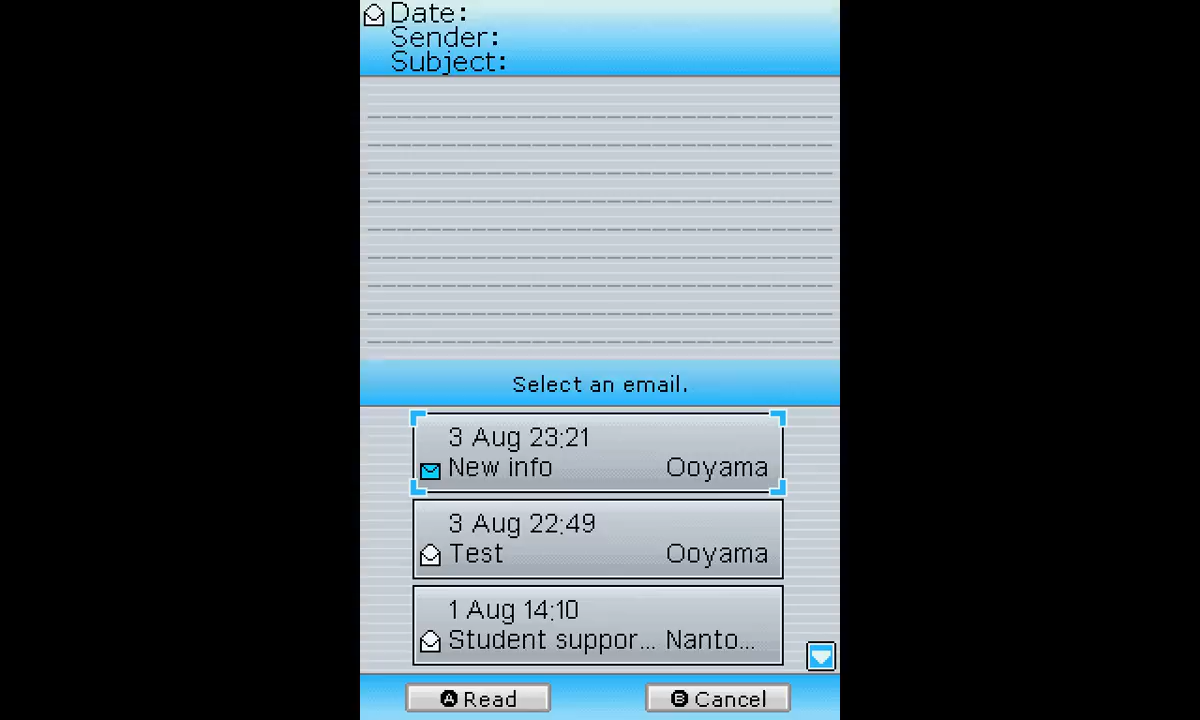 Date:
Sender:
Subject:
Select an email.
3 Aug 23:21
New info Ooyama
3 Aug 22:49
Test Ooyama
1 Aug 14:10
Student suppor... Nanto...
A Read B Cancel